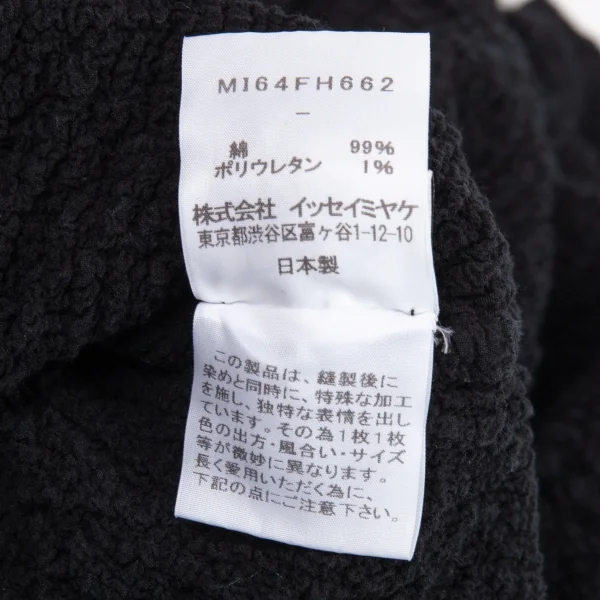 MI64FH662
—
綿 99%
ポリウレタン 1%
株式会社 イッセイミヤケ
東京都渋谷区富ヶ谷1-12-10
日本製
この製品は、縫製後に
染めと同時に、特殊な加工
を施し、独特な表情を出し
ています。その為1枚1枚
色の出方・風合い・サイズ
等が微妙に異なります。
長く愛用いただく為に、
下記の点にご注意下さい。